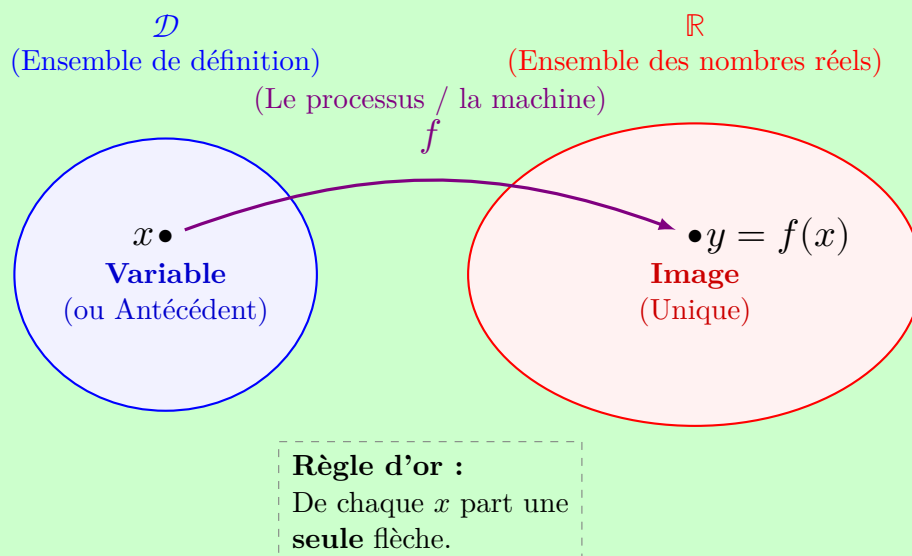 𝒟
(Ensemble de définition)
ℝ
(Ensemble des nombres réels)
(Le processus / la machine)
f
x
Variable
(ou Antécédent)
y = f(x)
Image
(Unique)
Règle d'or :
De chaque x part une
seule flèche.